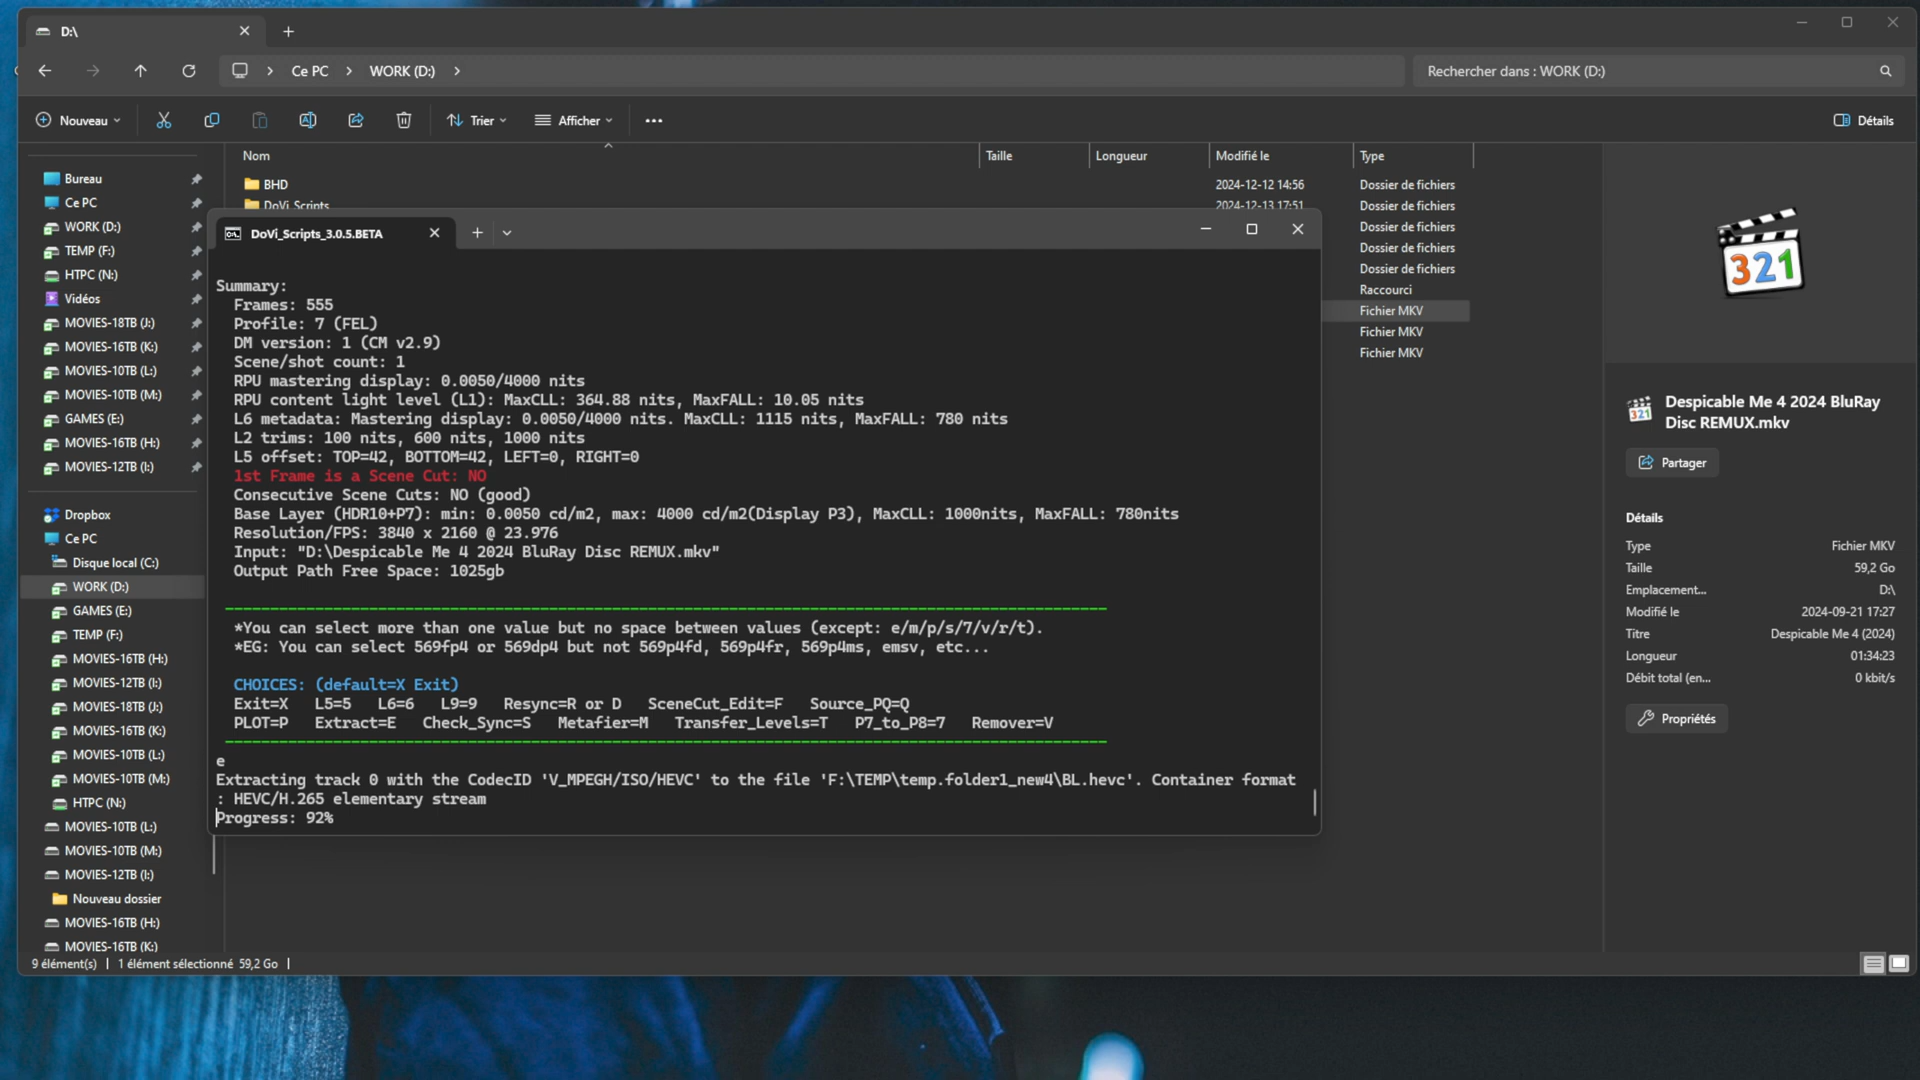 D:\
Ce PC
WORK (D:)
Rechercher dans : WORK (D:)
Nouveau
Trier
Afficher
Détails
Nom
Taille
Longueur
Modifié le
Type
BHD
2024-12-12 14:56
Dossier de fichiers
DoVi_Scripts
2024-12-13 17:51
Dossier de fichiers
Dossier de fichiers
Dossier de fichiers
Dossier de fichiers
Raccourci
Fichier MKV
Fichier MKV
Fichier MKV
Bureau
Ce PC
WORK (D:)
TEMP (F:)
HTPC (N:)
Vidéos
MOVIES-18TB (J:)
MOVIES-16TB (K:)
MOVIES-10TB (L:)
MOVIES-10TB (M:)
GAMES (E:)
MOVIES-16TB (H:)
MOVIES-12TB (I:)
Dropbox
Ce PC
Disque local (C:)
WORK (D:)
GAMES (E:)
TEMP (F:)
MOVIES-16TB (H:)
MOVIES-12TB (I:)
MOVIES-18TB (J:)
MOVIES-16TB (K:)
MOVIES-10TB (L:)
MOVIES-10TB (M:)
HTPC (N:)
MOVIES-10TB (L:)
MOVIES-10TB (M:)
MOVIES-12TB (I:)
Nouveau dossier
MOVIES-16TB (H:)
MOVIES-16TB (K:)
9 élément(s)
1 élément sélectionné 59,2 Go
DoVi_Scripts_3.0.5.BETA
Summary:
Frames: 555
Profile: 7 (FEL)
DM version: 1 (CM v2.9)
Scene/shot count: 1
RPU mastering display: 0.0050/4000 nits
RPU content light level (L1): MaxCLL: 364.88 nits, MaxFALL: 10.05 nits
L6 metadata: Mastering display: 0.0050/4000 nits. MaxCLL: 1115 nits, MaxFALL: 780 nits
L2 trims: 100 nits, 600 nits, 1000 nits
L5 offset: TOP=42, BOTTOM=42, LEFT=0, RIGHT=0
1st Frame is a Scene Cut: NO
Consecutive Scene Cuts: NO (good)
Base Layer (HDR10+P7): min: 0.0050 cd/m2, max: 4000 cd/m2(Display P3), MaxCLL: 1000nits, MaxFALL: 780nits
Resolution/FPS: 3840 x 2160 @ 23.976
Input: "D:\Despicable Me 4 2024 BluRay Disc REMUX.mkv"
Output Path Free Space: 1025gb
*You can select more than one value but no space between values (except: e/m/p/s/7/v/r/t).
*EG: You can select 569fp4 or 569dp4 but not 569p4fd, 569p4fr, 569p4ms, emsv, etc...
CHOICES: (default=X Exit)
Exit=X L5=5 L6=6 L9=9 Resync=R or D SceneCut_Edit=F Source_PQ=Q
PLOT=P Extract=E Check_Sync=S Metafier=M Transfer_Levels=T P7_to_P8=7 Remover=V
e
Extracting track 0 with the CodecID 'V_MPEGH/ISO/HEVC' to the file 'F:\TEMP\temp.folder1_new4\BL.hevc'. Container format
: HEVC/H.265 elementary stream
Progress: 92%
321
321
Despicable Me 4 2024 BluRay
Disc REMUX.mkv
Partager
Détails
Type Fichier MKV
Taille 59,2 Go
Emplacement... D:\
Modifié le 2024-09-21 17:27
Titre Despicable Me 4 (2024)
Longueur 01:34:23
Débit total (en... 0 kbit/s
Propriétés